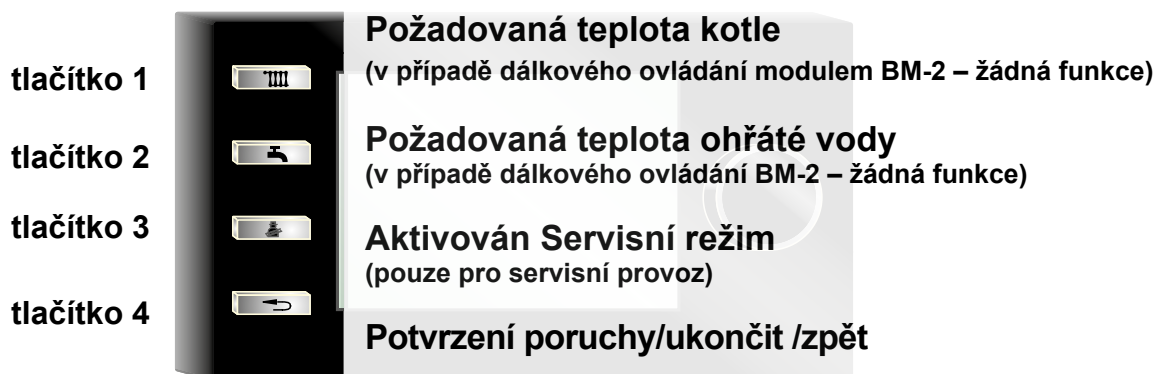 Požadovaná teplota kotle
tlačítko 1
(v případě dálkového ovládání modulem BM-2 – žádná funkce)
Požadovaná teplota ohřáté vody
tlačítko 2
(v případě dálkového ovládání BM-2 – žádná funkce)
tlačítko 3
Aktivován Servisní režim
(pouze pro servisní provoz)
tlačítko 4
Potvrzení poruchy/ukončit /zpět